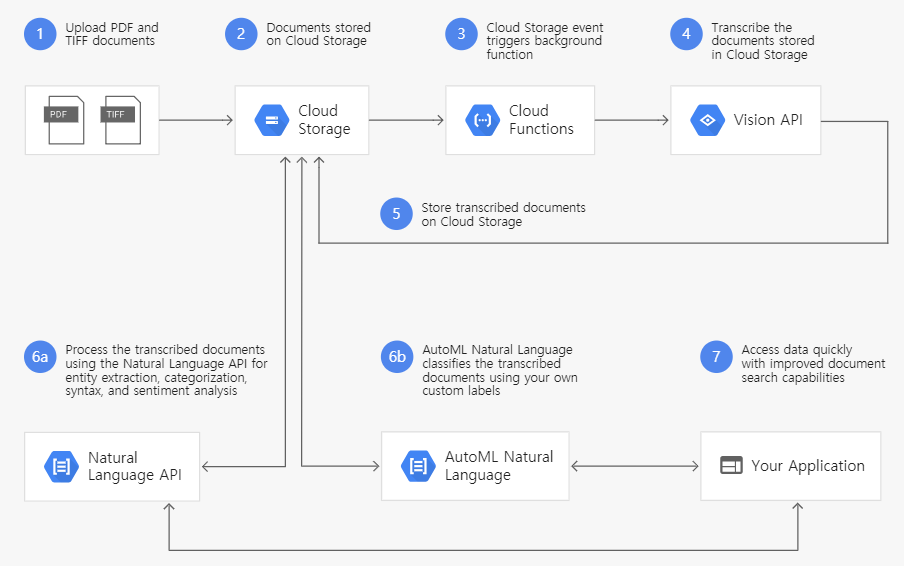 1
Upload PDF and
TIFF documents
2
Documents stored
on Cloud Storage
3
Cloud Storage event
triggers background
function
4
Transcribe the
documents stored
in Cloud Storage
PDF
TIFF
Cloud
Storage
Cloud
Functions
Vision API
5
Store transcribed documents
on Cloud Storage
6a
Process the transcribed documents
using the Natural Language API for
entity extraction, categorization,
syntax, and sentiment analysis
6b
AutoML Natural Language
classifies the transcribed
documents using your own
custom labels
7
Access data quickly
with improved document
search capabilities
Natural
Language API
AutoML Natural
Language
Your Application